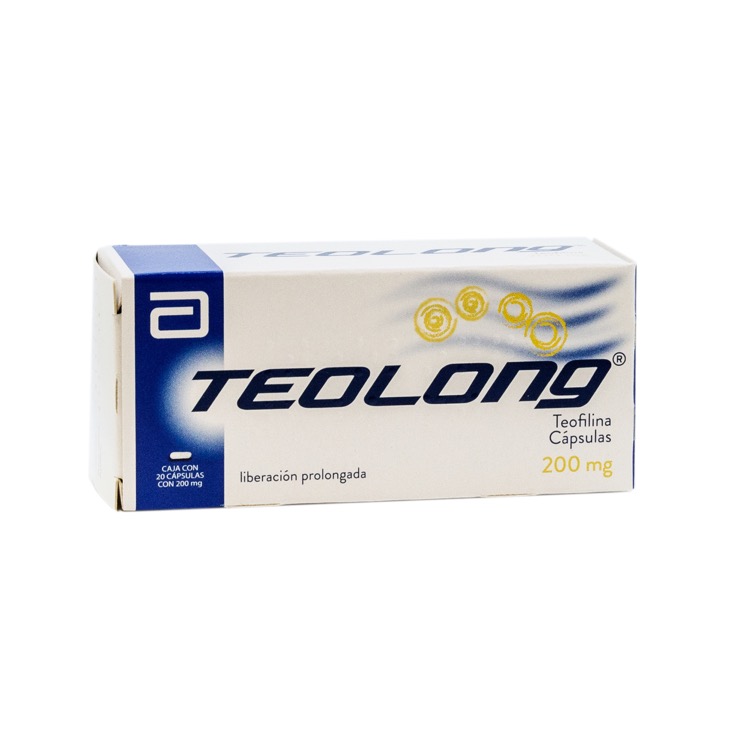 TEOLONG
TEOLONG®
Teofilina
Cápsulas
200 mg
liberación prolongada
CAJA CON
20 CÁPSULAS
CON 200 mg